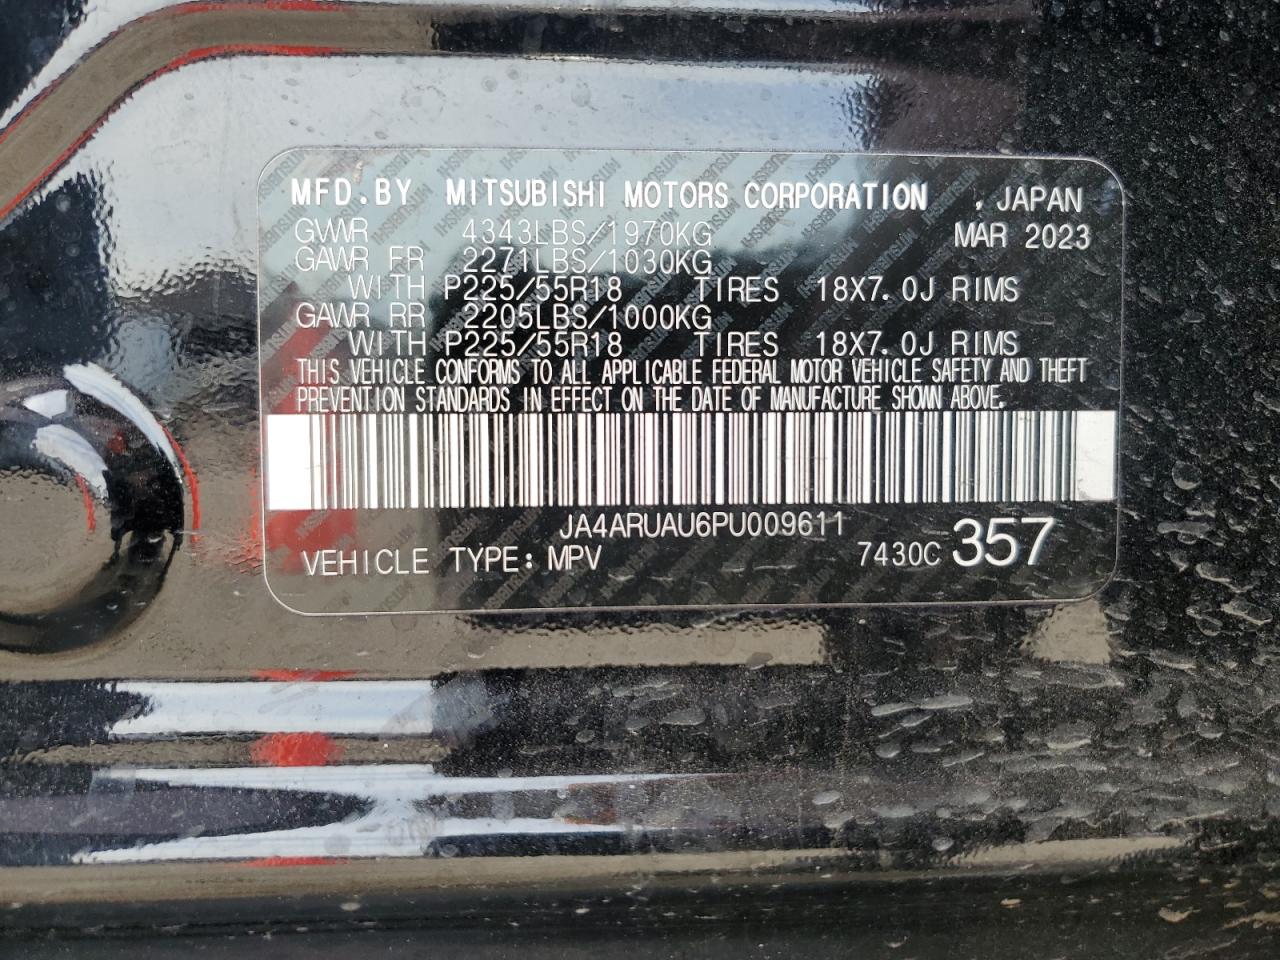 MFD.BY MITSUBISHI MOTORS CORPORATION , JAPAN
GVWR 4343LBS/1970KG MAR 2023
GAWR FR 2271LBS/1030KG
WITH P225/55R18 TIRES 18X7.0J RIMS
GAWR RR 2205LBS/1000KG
WITH P225/55R18 TIRES 18X7.0J RIMS
THIS VEHICLE CONFORMS TO ALL APPLICABLE FEDERAL MOTOR VEHICLE SAFETY AND THEFT
PREVENTION STANDARDS IN EFFECT ON THE DATE OF MANUFACTURE SHOWN ABOVE.
JA4ARUAU6PU009611
VEHICLE TYPE: MPV 7430C 357